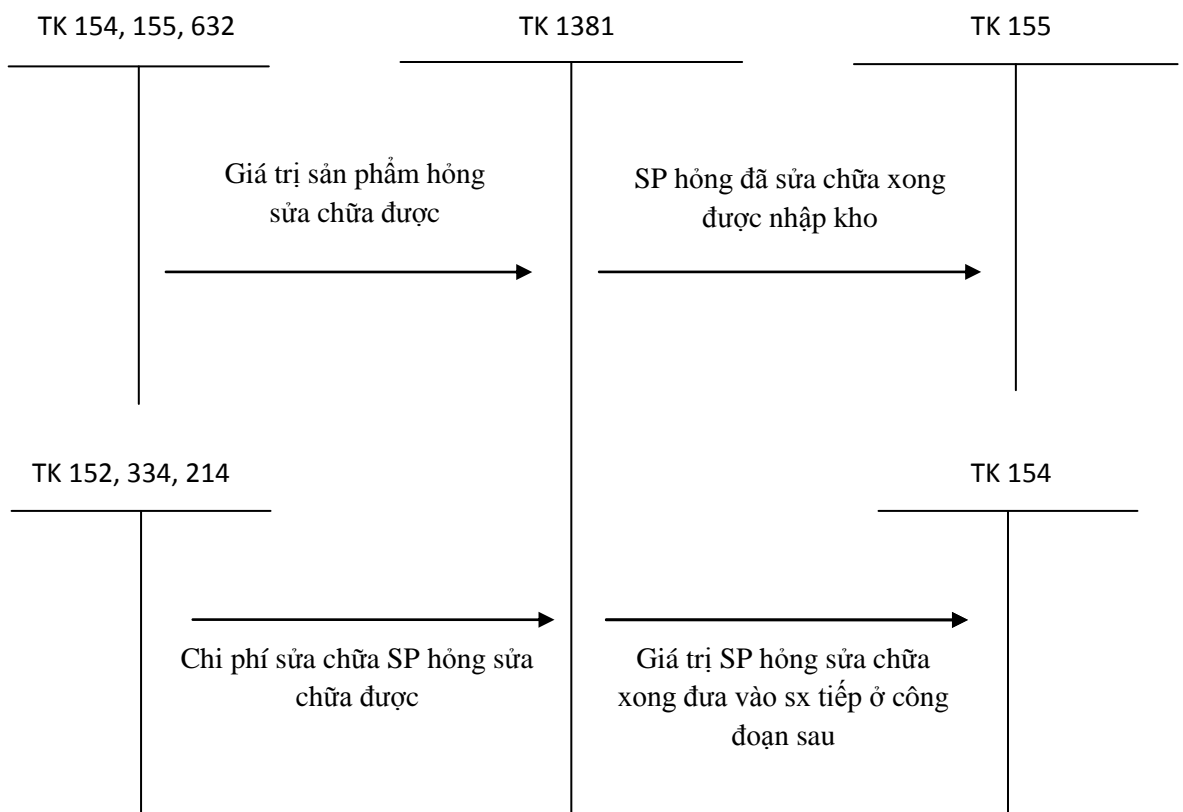 TK 154, 155, 632
TK 1381
TK 155
Giá trị sản phẩm hỏng
sửa chữa được
SP hỏng đã sửa chữa xong
được nhập kho
TK 152, 334, 214
TK 154
Chi phí sửa chữa SP hỏng sửa
chữa được
Giá trị SP hỏng sửa chữa
xong đưa vào sx tiếp ở công
đoạn sau